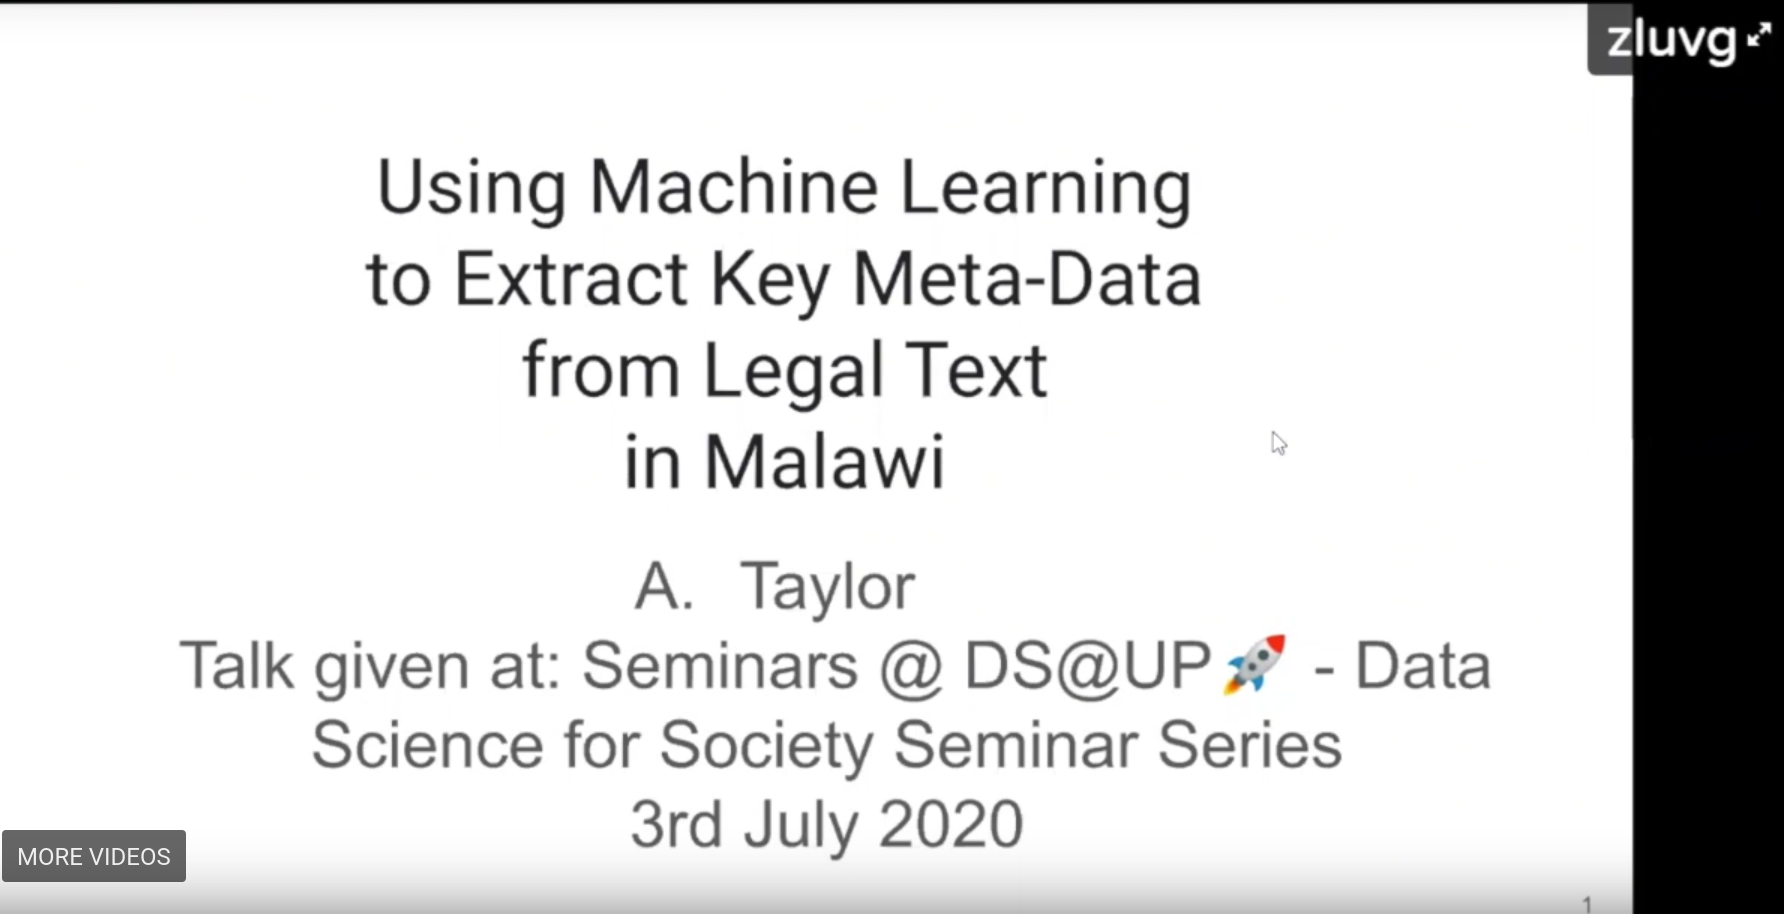 zluvg
Using Machine Learning
to Extract Key Meta-Data
from Legal Text
in Malawi
A. Taylor
Talk given at: Seminars @ DS@UP🚀 - Data
Science for Society Seminar Series
3rd July 2020
MORE VIDEOS
1